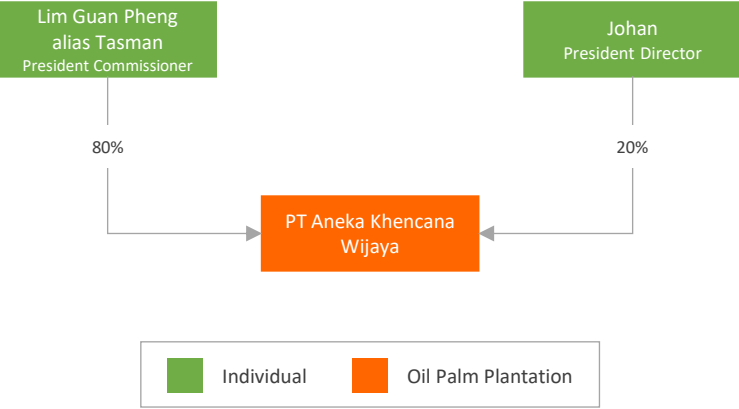 Lim Guan Pheng
alias Tasman
President Commissioner
Johan
President Director
80%
20%
PT Aneka Khencana
Wijaya
Individual
Oil Palm Plantation